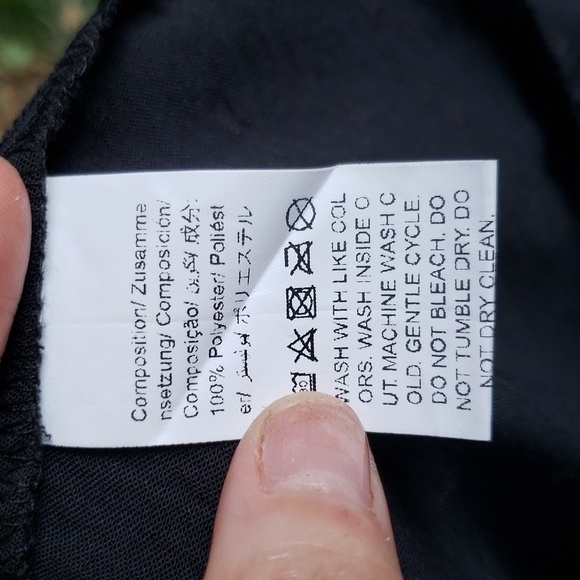 Composition/ Zusamme
nsetzung/ Composición/
Composição/ 成分:
100% Polyester/ Poliést
er/ ポリエステル
30
WASH WITH LIKE COL
ORS. WASH INSIDE O
UT. MACHINE WASH C
OLD. GENTLE CYCLE.
DO NOT BLEACH. DO
NOT TUMBLE DRY. DO
NOT DRY CLEAN.